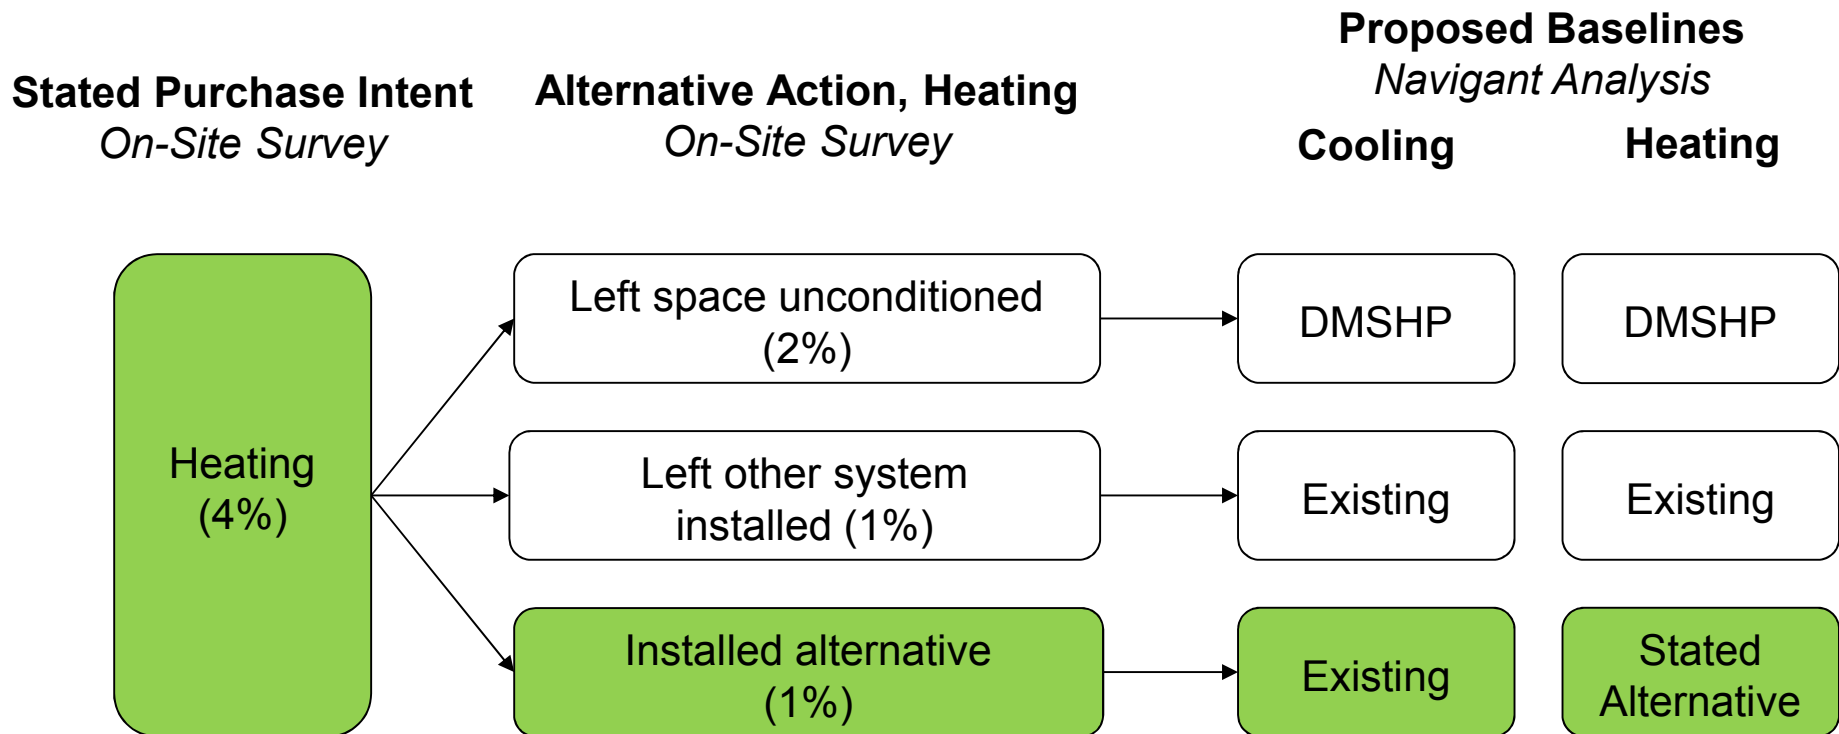 Stated Purchase Intent
On-Site Survey
Alternative Action, Heating
On-Site Survey
Proposed Baselines
Navigant Analysis
Cooling
Heating
Heating
(4%)
Left space unconditioned
(2%)
DMSHP
DMSHP
Left other system
installed (1%)
Existing
Existing
Installed alternative
(1%)
Existing
Stated
Alternative